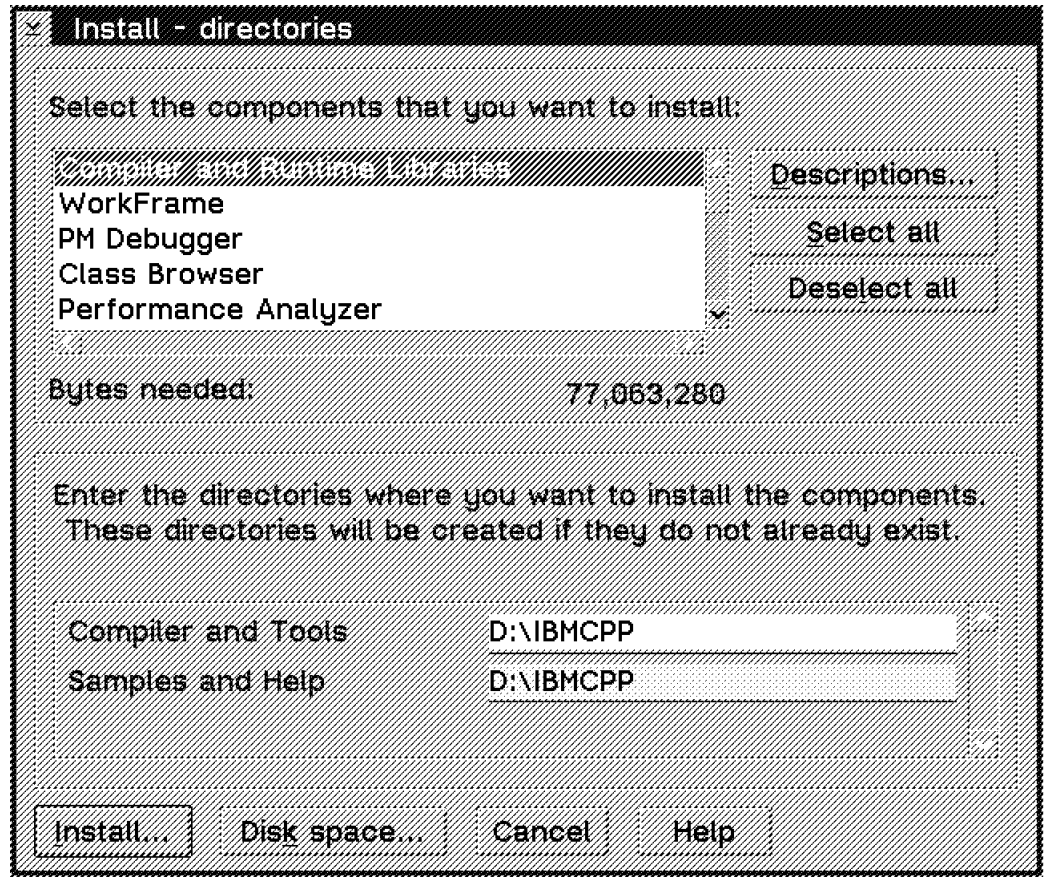 Install - directories
Select the components that you want to install:
Compiler and Runtime Libraries
WorkFrame
PM Debugger
Class Browser
Performance Analyzer
Descriptions...
Select all
Deselect all
Bytes needed: 77,063,280
Enter the directories where you want to install the components.
These directories will be created if they do not already exist.
Compiler and Tools D:\IBMCPP
Samples and Help D:\IBMCPP
Install... Disk space... Cancel Help